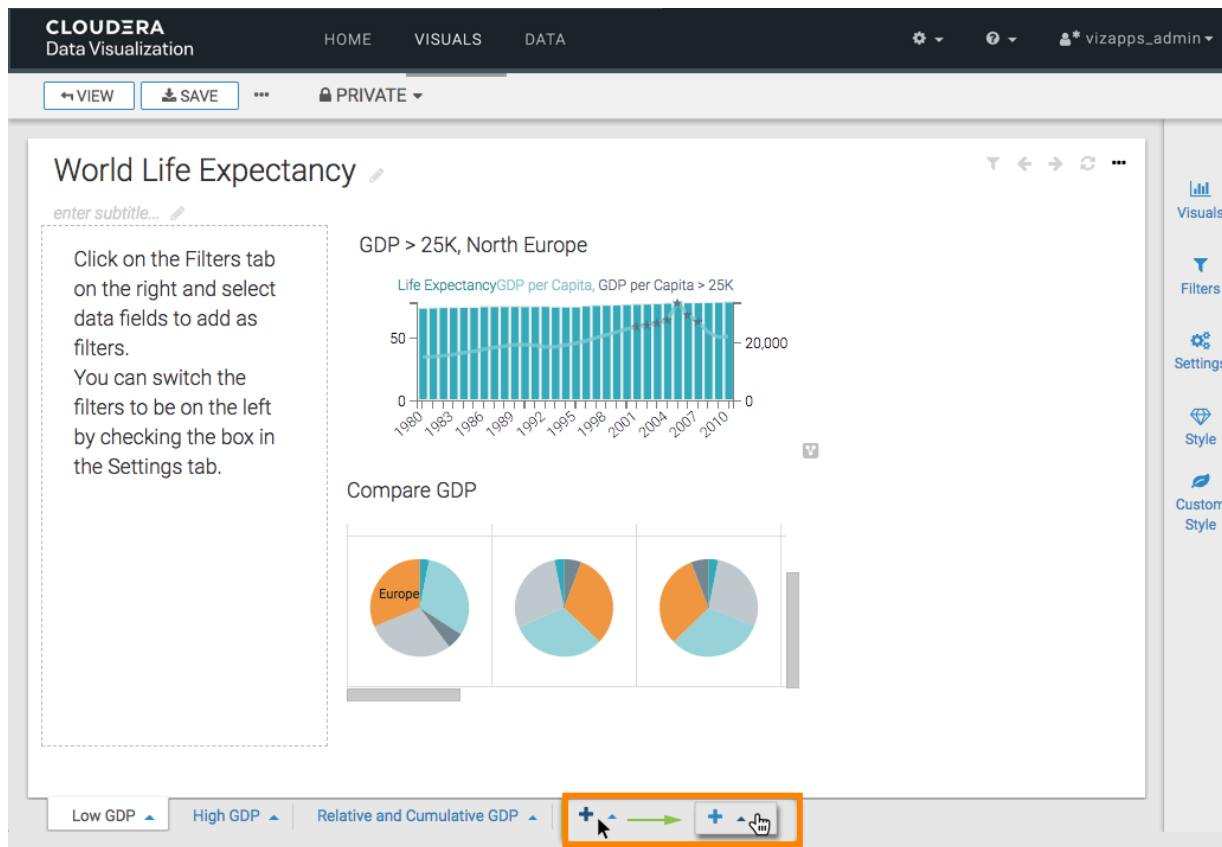 CLOUDERA
Data Visualization
HOME VISUALS DATA
vizapps_admin
VIEW SAVE PRIVATE
World Life Expectancy
enter subtitle...
Click on the Filters tab
on the right and select
data fields to add as
filters.
You can switch the
filters to be on the left
by checking the box in
the Settings tab.
GDP > 25K, North Europe
Life ExpectancyGDP per Capita, GDP per Capita > 25K
50
0
20,000
0
1980 1983 1986 1989 1992 1995 1998 2001 2004 2007 2010
Compare GDP
Europe
Visuals
Filters
Settings
Style
Custom
Style
Low GDP High GDP Relative and Cumulative GDP